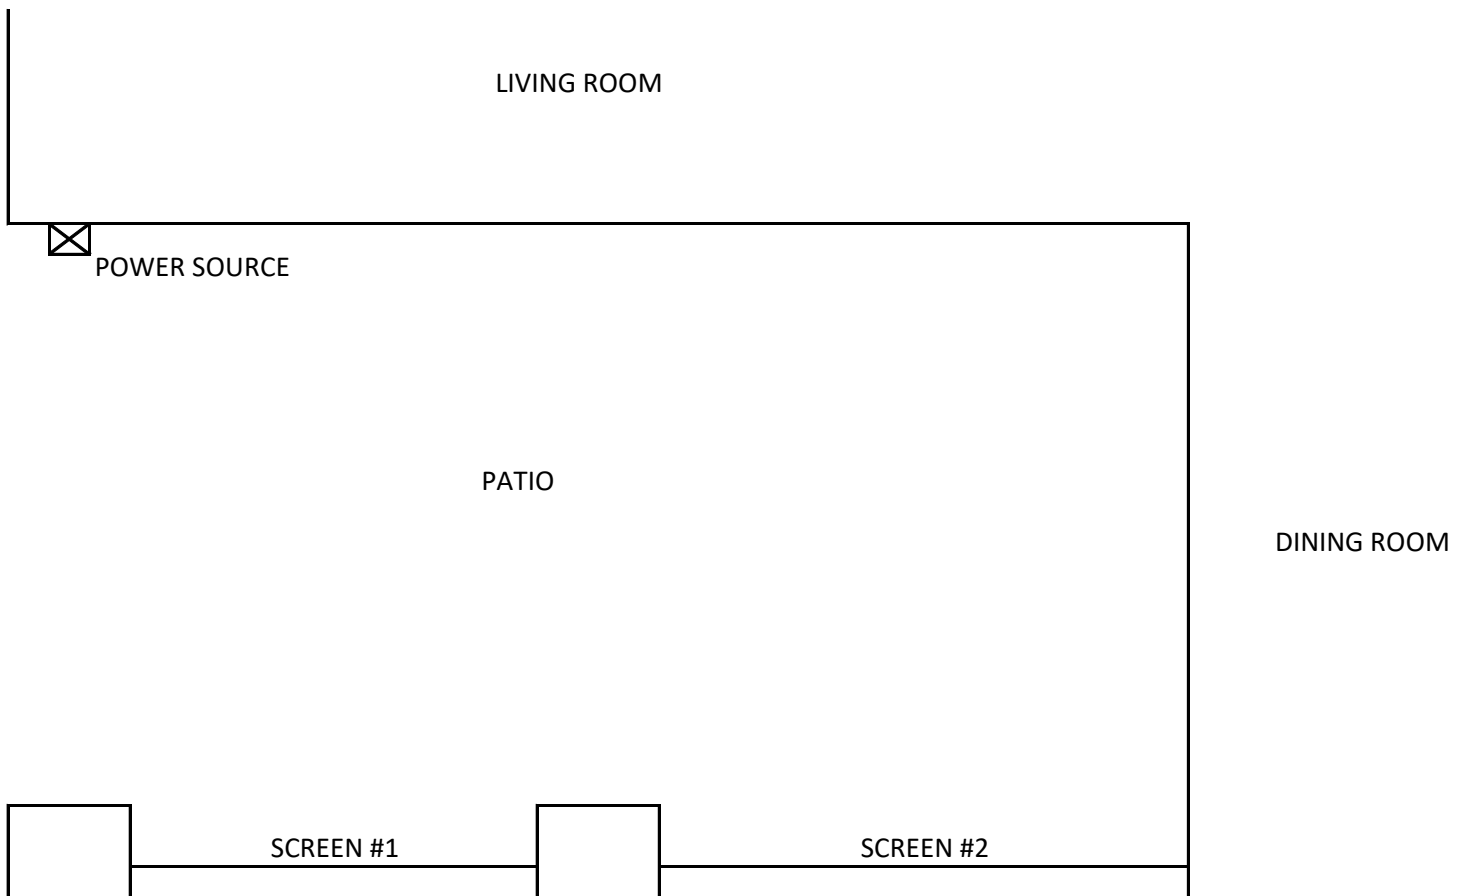 LIVING ROOM
POWER SOURCE
PATIO
DINING ROOM
SCREEN #1
SCREEN #2